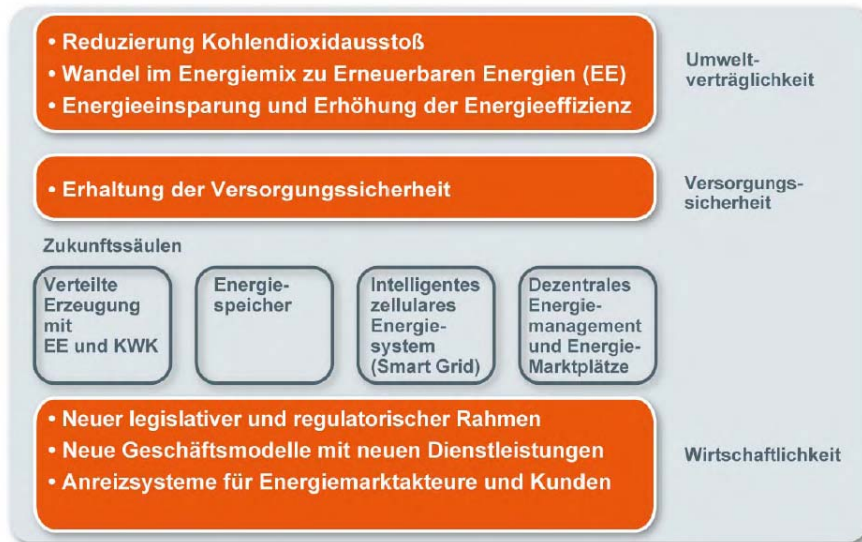 • Reduzierung Kohlendioxidausstoß
• Wandel im Energiemix zu Erneuerbaren Energien (EE)
• Energieeinsparung und Erhöhung der Energieeffizienz
Umwelt-
verträglichkeit
• Erhaltung der Versorgungssicherheit
Versorgungs-
sicherheit
Zukunftssäulen
Verteilte
Erzeugung
mit
EE und KWK
Energie-
speicher
Intelligentes
zellulares
Energie-
system
(Smart Grid)
Dezentrales
Energie-
management
und Energie-
Marktplätze
• Neuer legislativer und regulatorischer Rahmen
• Neue Geschäftsmodelle mit neuen Dienstleistungen
• Anreizsysteme für Energiemarktakteure und Kunden
Wirtschaftlichkeit